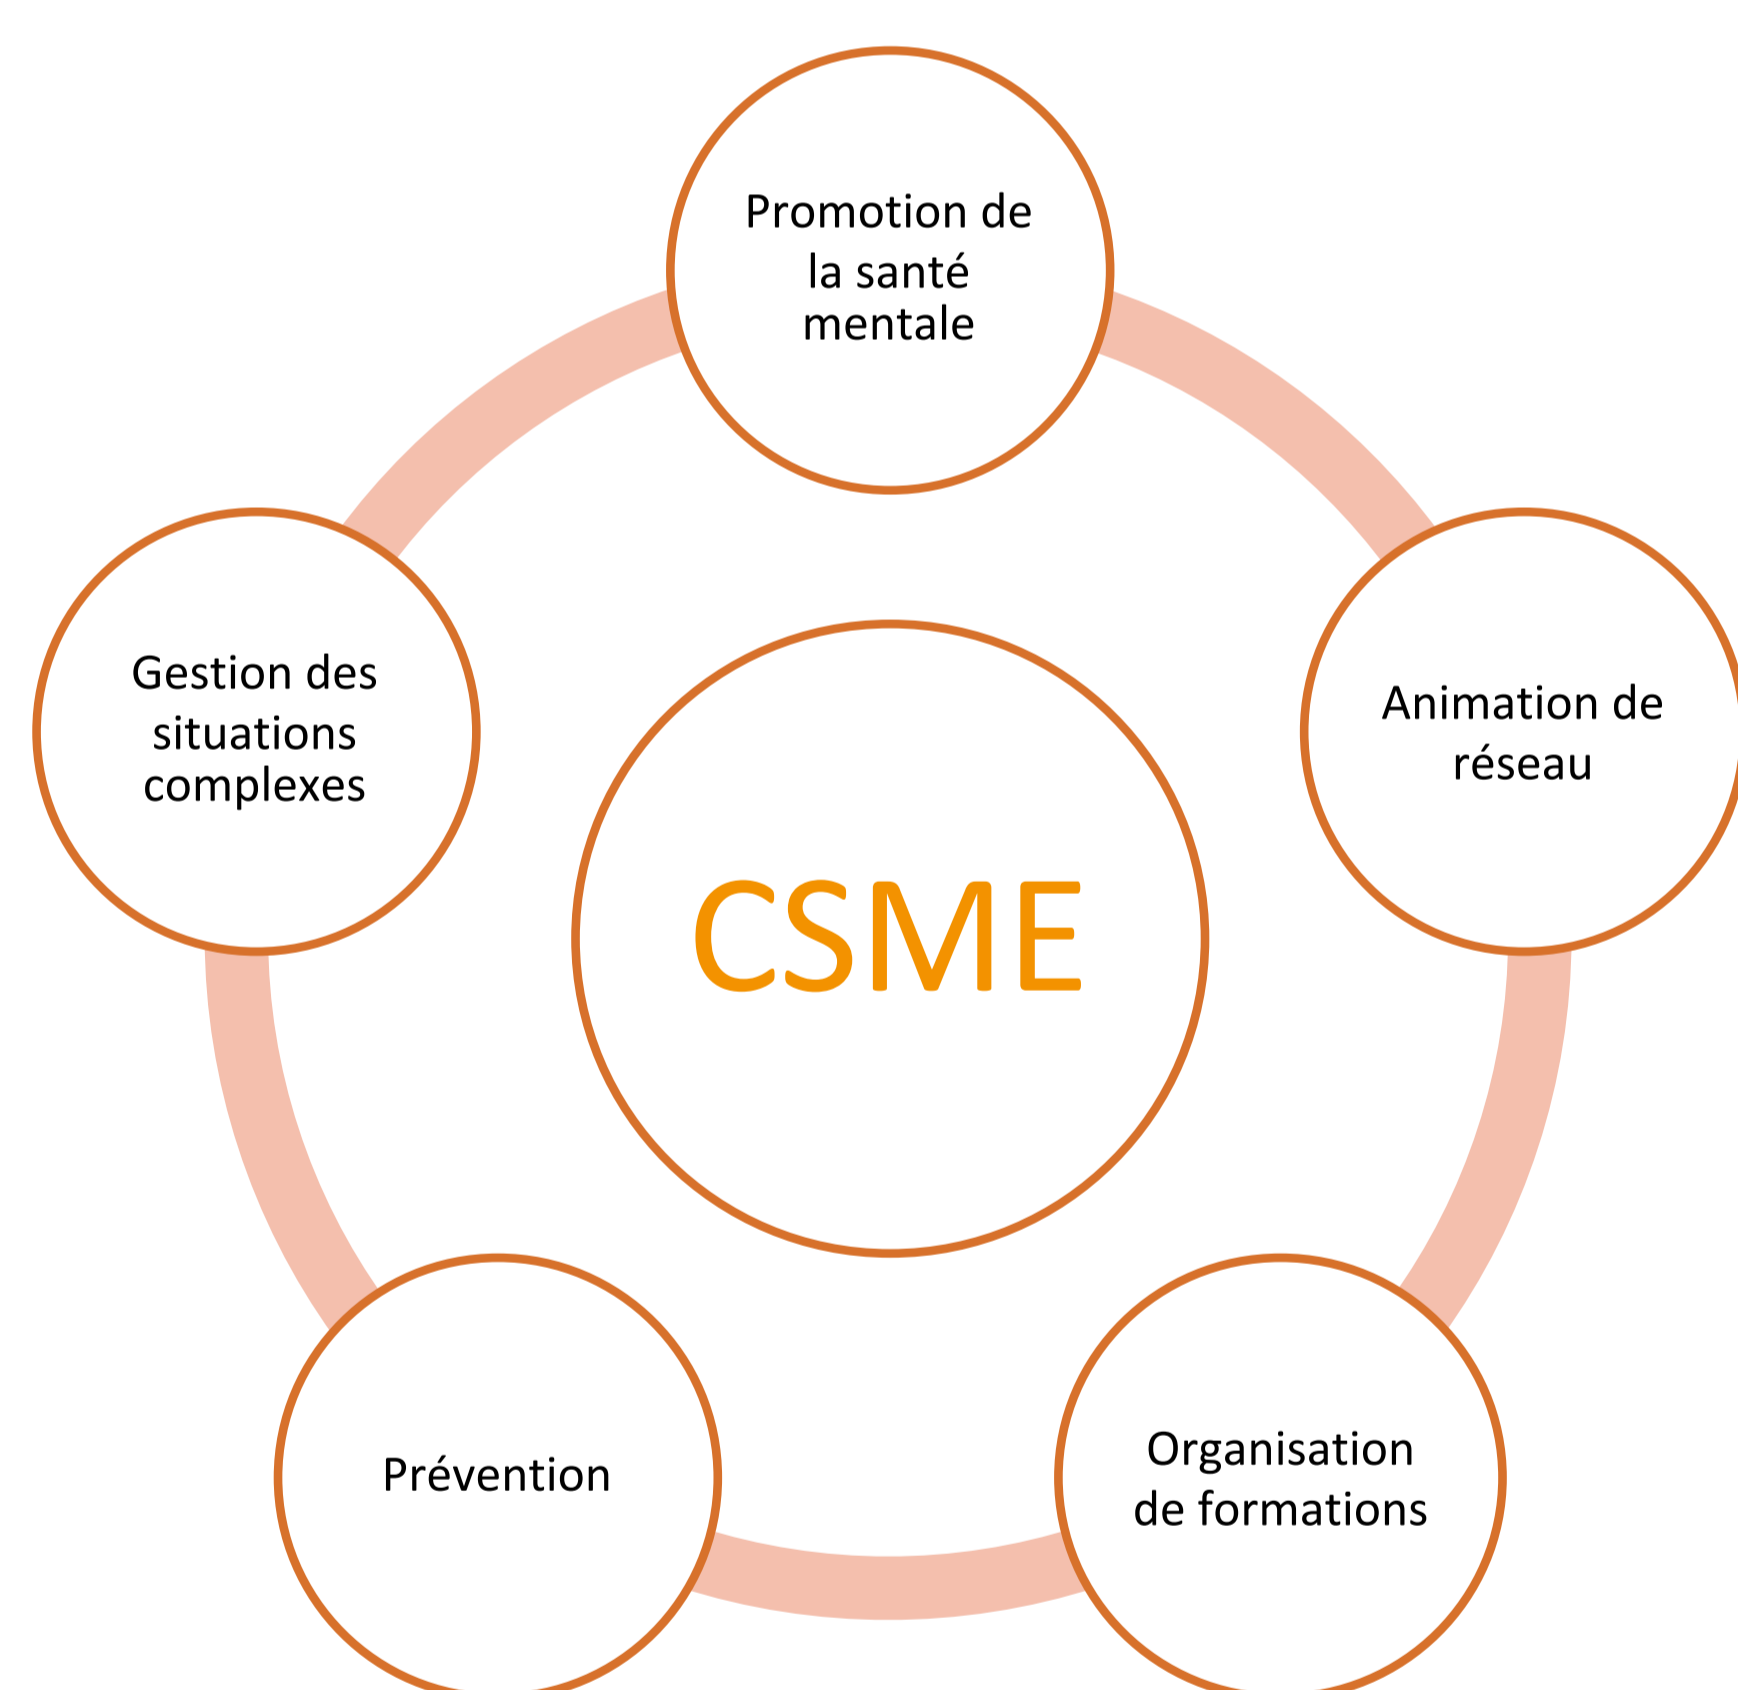 Promotion de
la santé
mentale
Gestion des
situations
complexes
Animation de
réseau
CSME
Prévention
Organisation
de formations